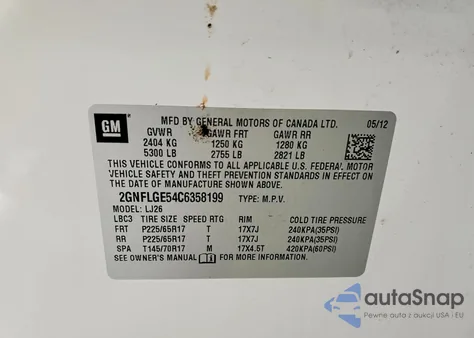 GM
MFD BY GENERAL MOTORS OF CANADA LTD. 05/12
GVWR GAWR FRT GAWR RR
2404 KG 1250 KG 1280 KG
5300 LB 2755 LB 2821 LB
THIS VEHICLE CONFORMS TO ALL APPLICABLE U.S. FEDERAL MOTOR
VEHICLE SAFETY AND THEFT PREVENTION STANDARDS IN EFFECT ON
THE DATE OF MANUFACTURE SHOWN ABOVE.
2GNFLGE54C6358199 TYPE: M.P.V.
MODEL: LJ26
LBC3 TIRE SIZE SPEED RTG RIM COLD TIRE PRESSURE
FRT P225/65R17 T 17X7J 240KPA(35PSI)
RR P225/65R17 T 17X7J 240KPA(35PSI)
SPA T145/70R17 M 17X4.5T 420KPA(60PSI)
SEE OWNER'S MANUAL FOR MORE INFORMATION.
autoSnap
Pewne auta z USA i EU